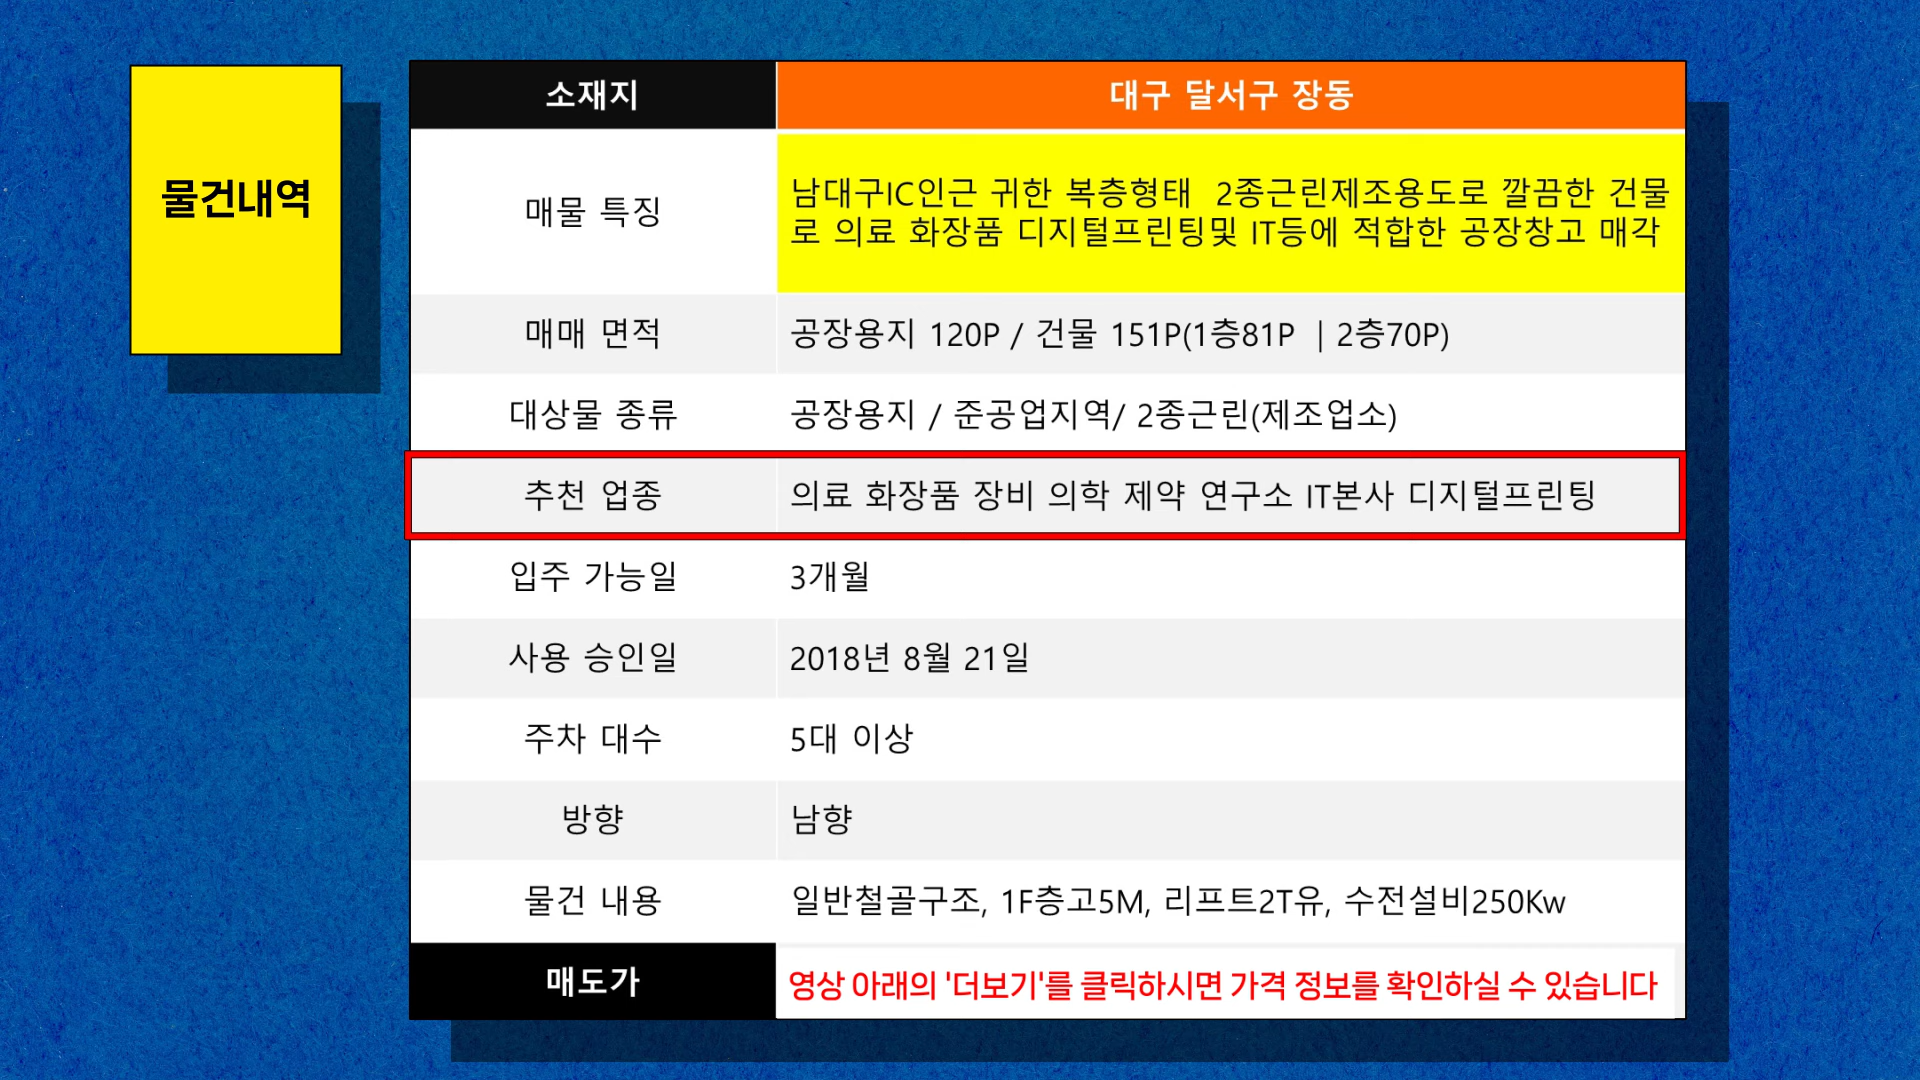 물건내역
소재지 대구 달서구 장동
매물 특징 남대구IC인근 귀한 복층형태 2종근린제조용도로 깔끔한 건물
로 의료 화장품 디지털프린팅및 IT등에 적합한 공장창고 매각
매매 면적 공장용지 120P / 건물 151P(1층81P | 2층70P)
대상물 종류 공장용지 / 준공업지역/ 2종근린(제조업소)
추천 업종 의료 화장품 장비 의학 제약 연구소 IT본사 디지털프린팅
입주 가능일 3개월
사용 승인일 2018년 8월 21일
주차 대수 5대 이상
방향 남향
물건 내용 일반철골구조, 1F층고5M, 리프트2T유, 수전설비250Kw
매도가 영상 아래의 '더보기'를 클릭하시면 가격 정보를 확인하실 수 있습니다